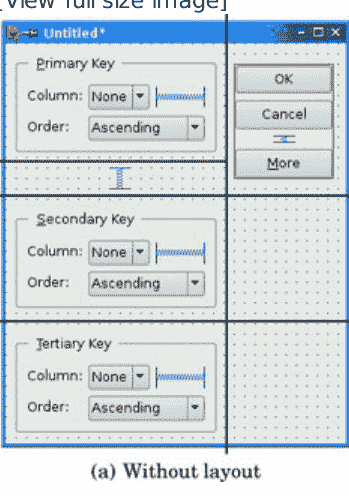 [View full size image]
Untitled*
Primary Key
Column: None
Order: Ascending
OK
Cancel
More
Secondary Key
Column: None
Order: Ascending
Tertiary Key
Column: None
Order: Ascending
(a) Without layout